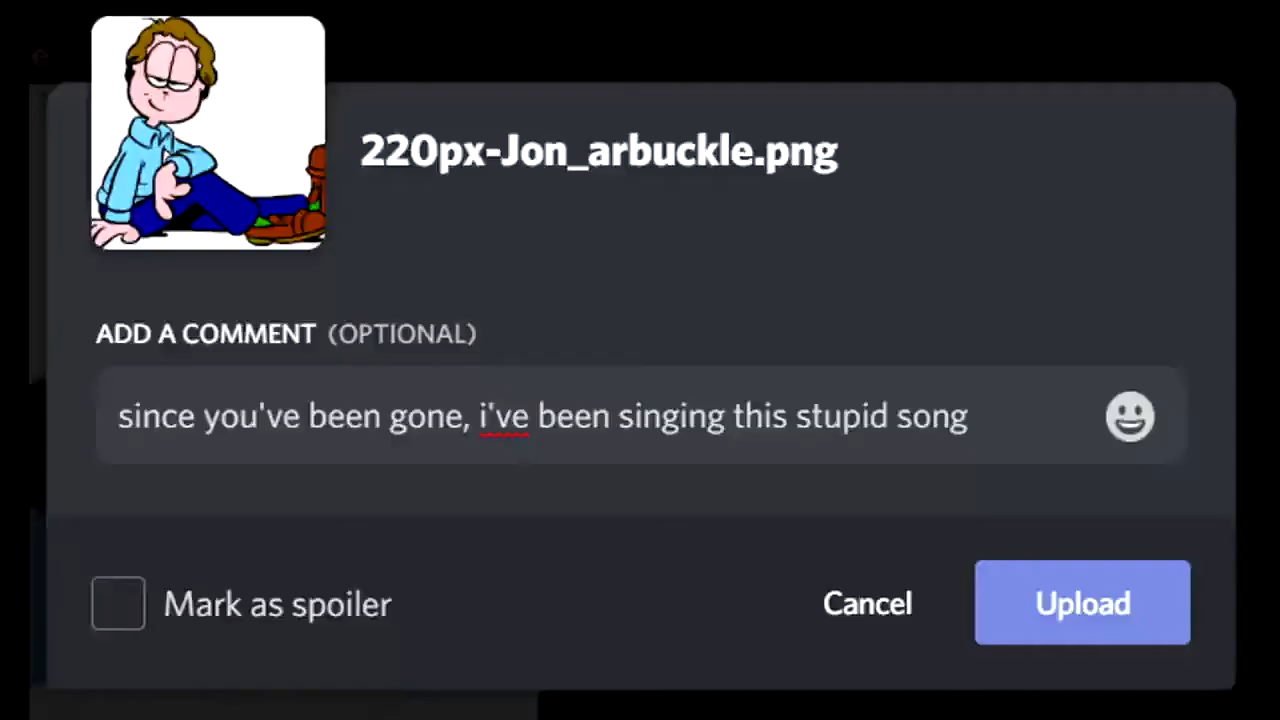 220px-Jon_arbuckle.png
ADD A COMMENT (OPTIONAL)
since you've been gone, i've been singing this stupid song
Mark as spoiler
Cancel
Upload